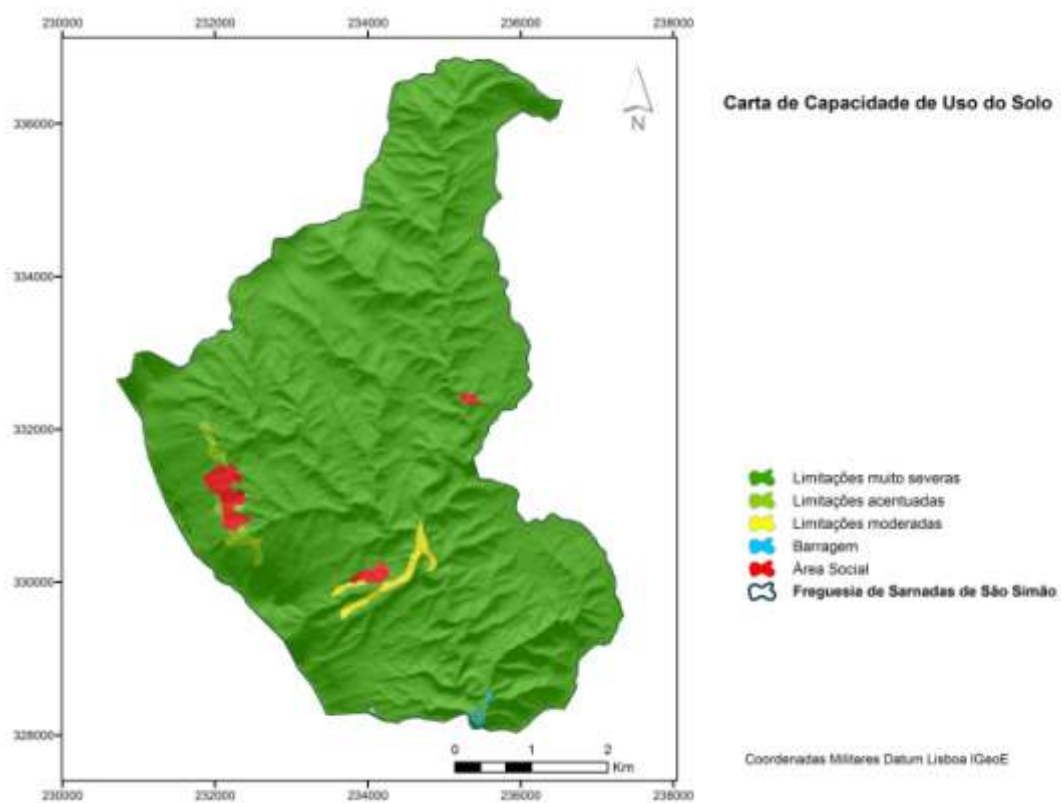 230000 232000 234000 236000 238000
Carta de Capacidade de Uso do Solo
N
336000
334000
332000
330000
328000
Limitações muito severas
Limitações acentuadas
Limitações moderadas
Barragem
Área Social
Freguesia de Sarnadas de São Simão
0 1 2
Km
Coordenadas Militares Datum Lisboa IGeoE
230000 232000 234000 236000 238000